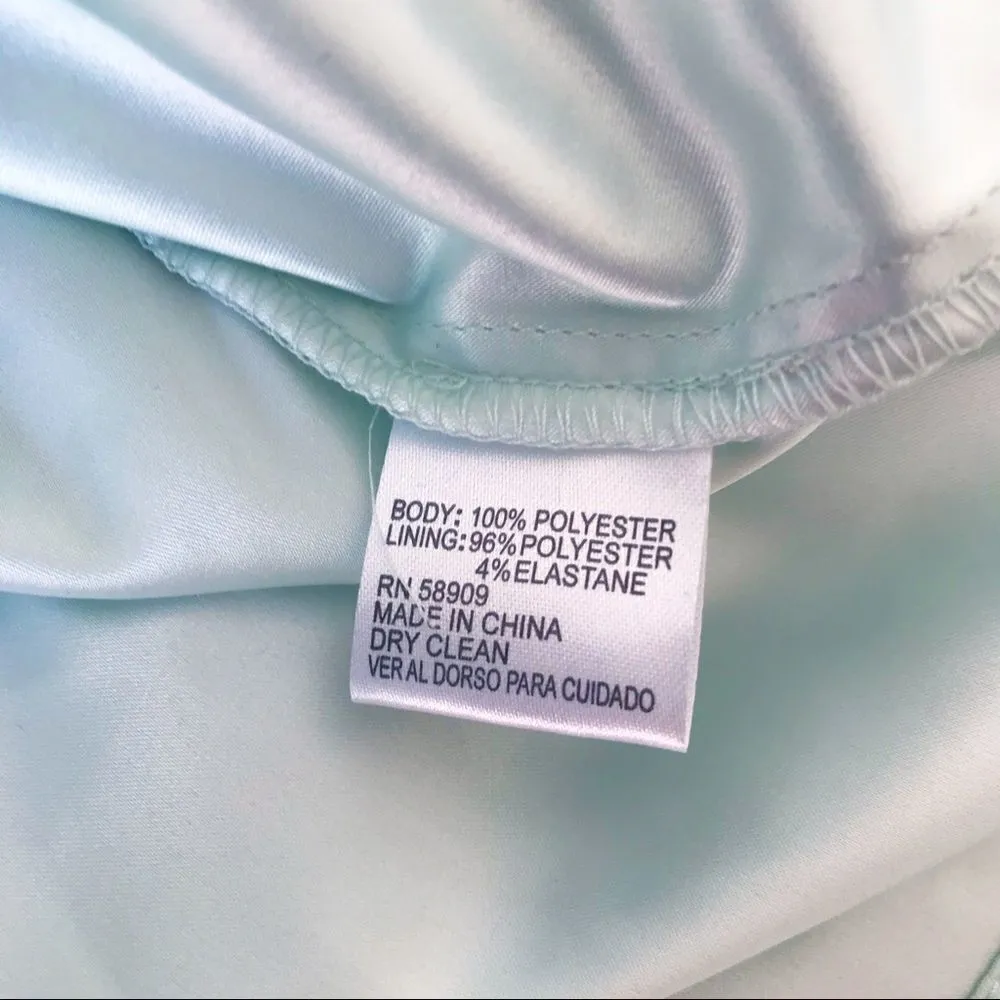 BODY: 100% POLYESTER
LINING: 96% POLYESTER
4% ELASTANE
RN 58909
MADE IN CHINA
DRY CLEAN
VER AL DORSO PARA CUIDADO